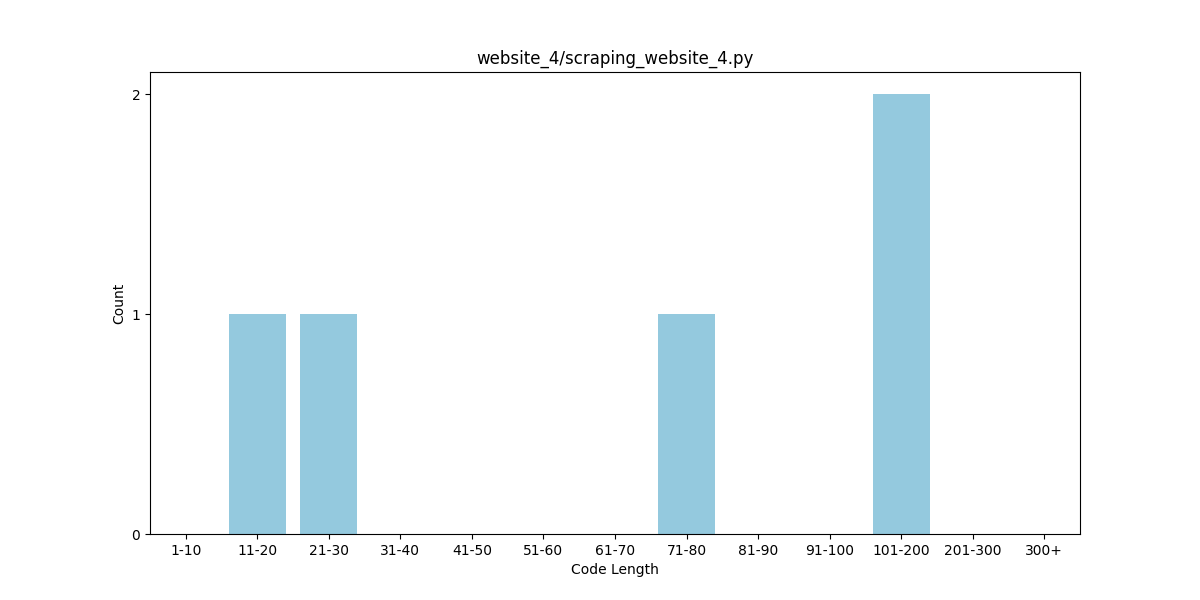 website_4/scraping_website_4.py
2
1
0
Count
1-10 11-20 21-30 31-40 41-50 51-60 61-70 71-80 81-90 91-100 101-200 201-300 300+
Code Length